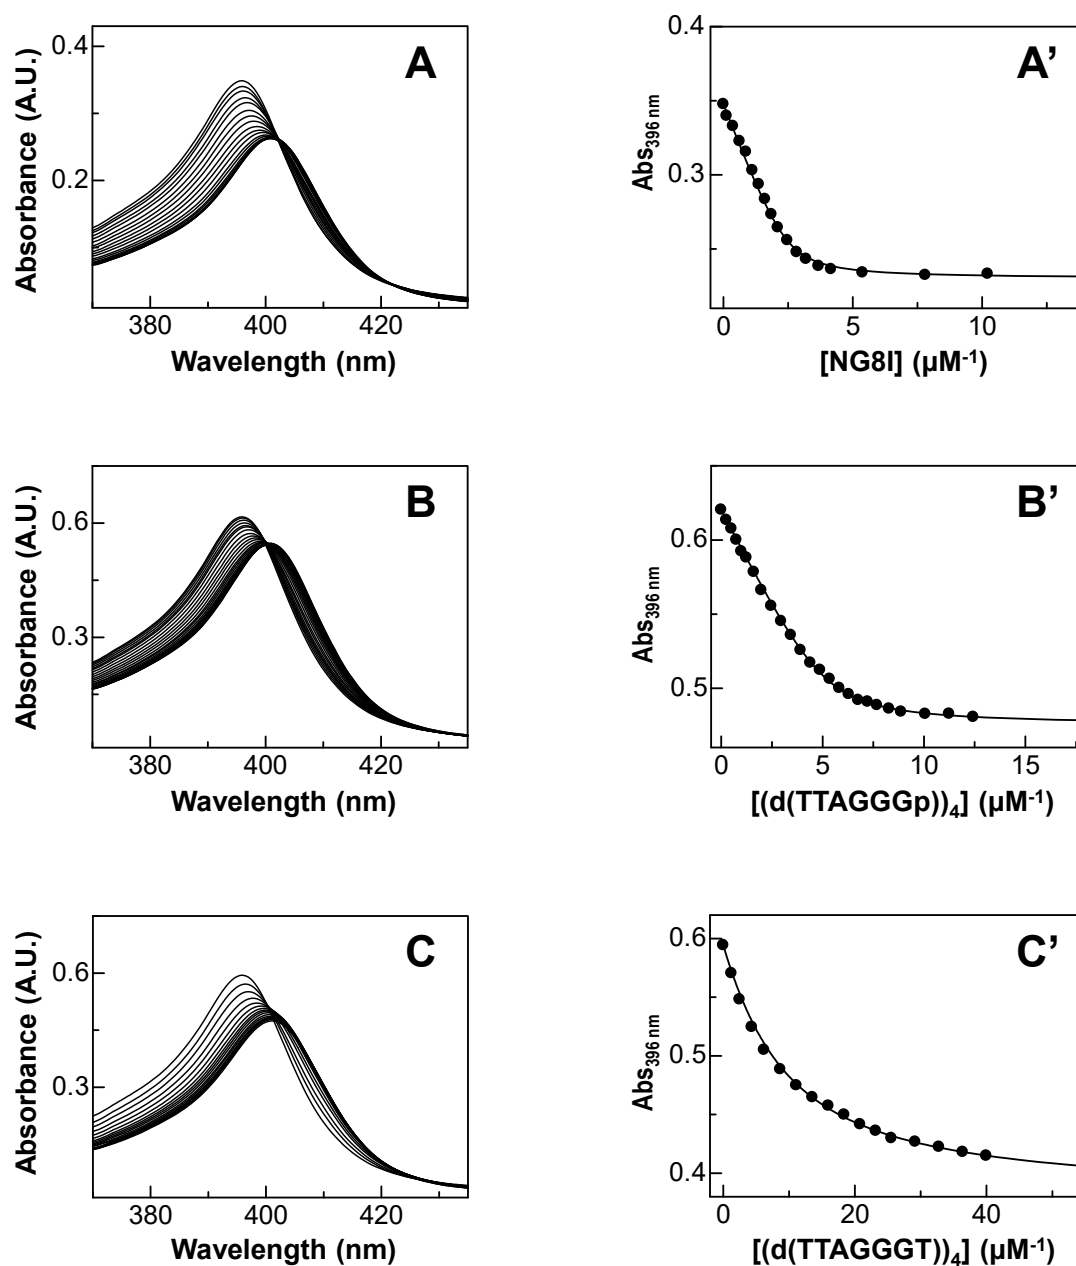 A
Absorbance (A.U.)
0.4
0.2
380 400 420
Wavelength (nm)
A’
Abs396 nm
0.4
0.3
0 5 10
[NG8I] (µM-1)
B
Absorbance (A.U.)
0.6
0.3
380 400 420
Wavelength (nm)
B’
Abs396 nm
0.6
0.5
0 5 10 15
[(d(TTAGGGp))4] (µM-1)
C
Absorbance (A.U.)
0.6
0.3
380 400 420
Wavelength (nm)
C’
Abs396 nm
0.6
0.5
0.4
0 20 40
[(d(TTAGGGT))4] (µM-1)